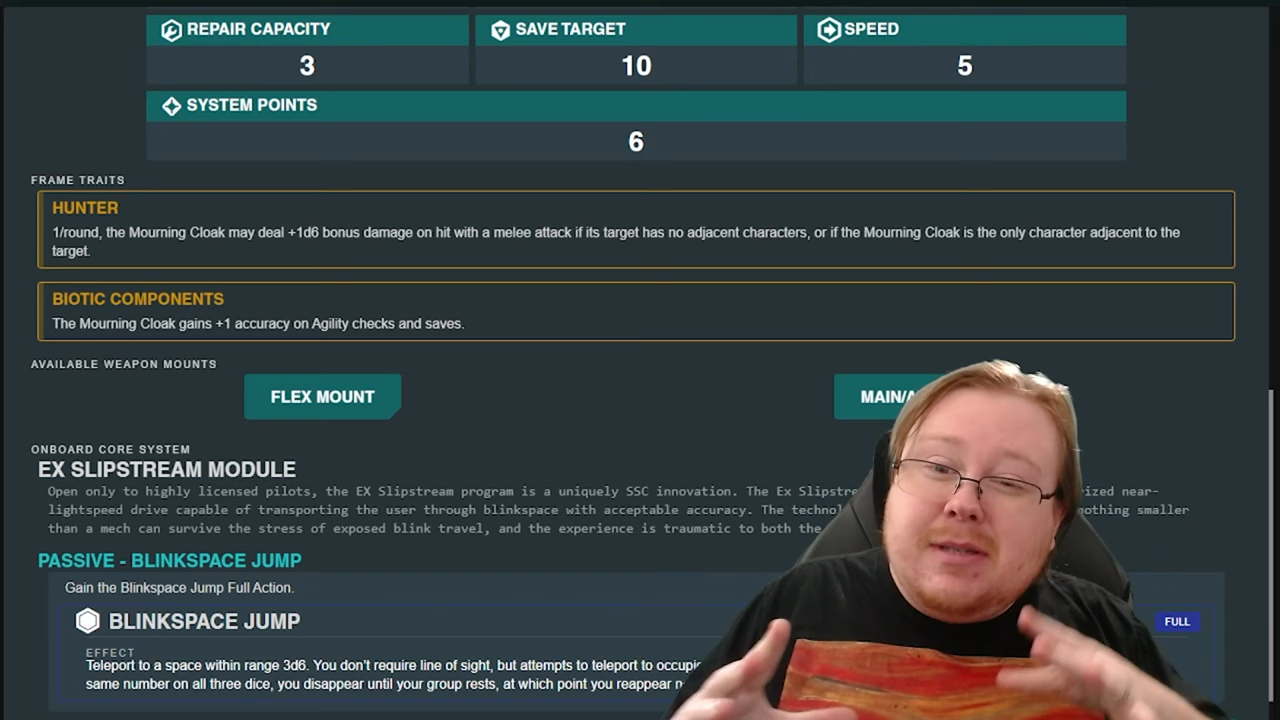 REPAIR CAPACITY
3
SAVE TARGET
10
SPEED
5
SYSTEM POINTS
6
FRAME TRAITS
HUNTER
1/round, the Mourning Cloak may deal +1d6 bonus damage on hit with a melee attack if its target has no adjacent characters, or if the Mourning Cloak is the only character adjacent to the
target.
BIOTIC COMPONENTS
The Mourning Cloak gains +1 accuracy on Agility checks and saves.
AVAILABLE WEAPON MOUNTS
FLEX MOUNT
MAIN/
ONBOARD CORE SYSTEM
EX SLIPSTREAM MODULE
Open only to highly licensed pilots, the EX Slipstream program is a uniquely SSC innovation. The Ex near-
lightspeed drive capable of transporting the user through blinkspace with acceptable accuracy. The smaller
than a mech can survive the stress of exposed blink travel, and the experience is traumatic to both the
PASSIVE - BLINKSPACE JUMP
Gain the Blinkspace Jump Full Action.
BLINKSPACE JUMP
FULL
EFFECT
Teleport to a space within range 3d6. You don't require line of sight, but attempts to teleport to
same number on all three dice, you disappear until your group rests, at which point you reappear